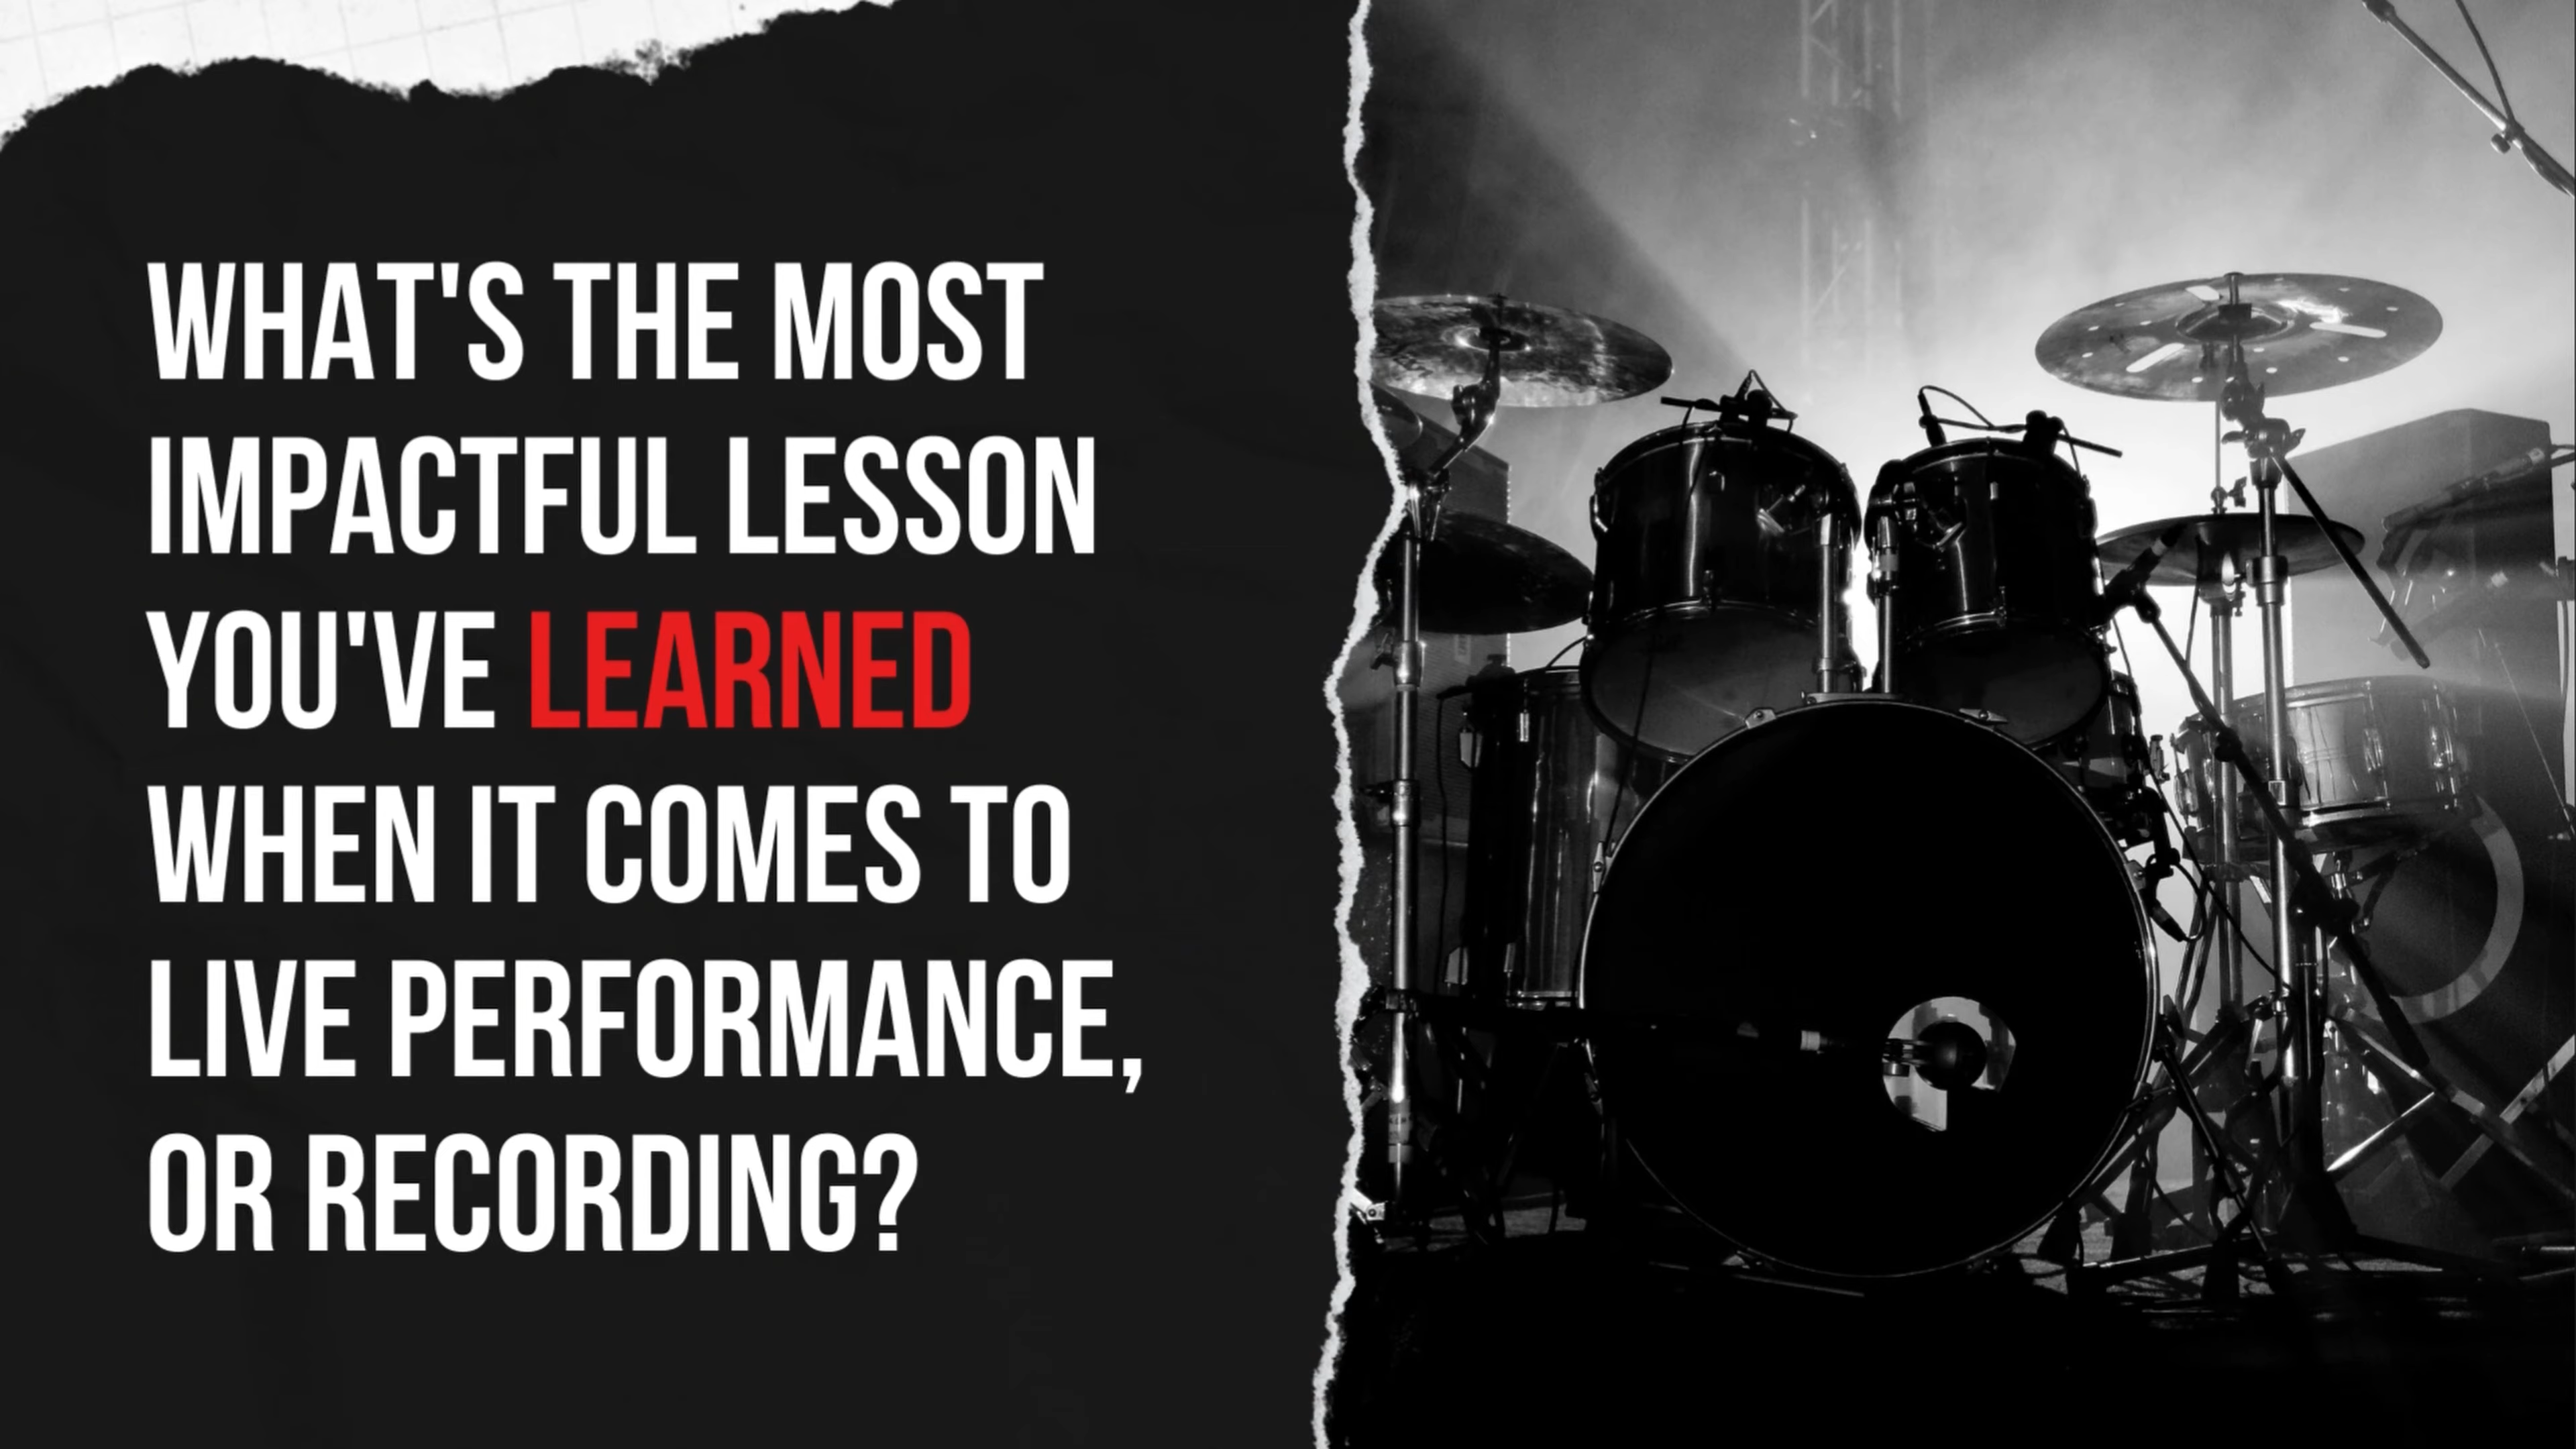 WHAT'S THE MOST
IMPACTFUL LESSON
YOU'VE LEARNED
WHEN IT COMES TO
LIVE PERFORMANCE,
OR RECORDING?